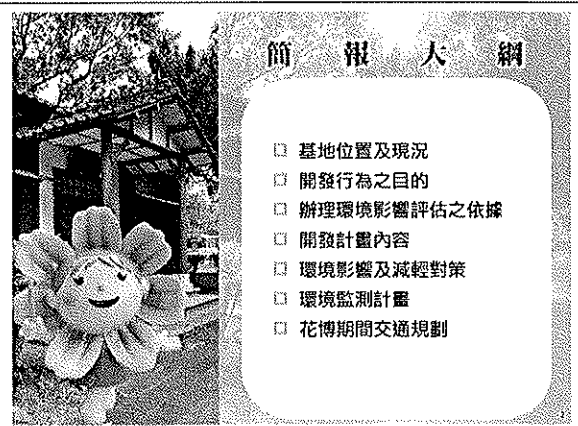 簡報大綱
□ 基地位置及現況
□ 開發行為之目的
□ 辦理環境影響評估之依據
□ 開發計畫內容
□ 環境影響及減輕對策
□ 環境監測計畫
□ 花博期間交通規劃